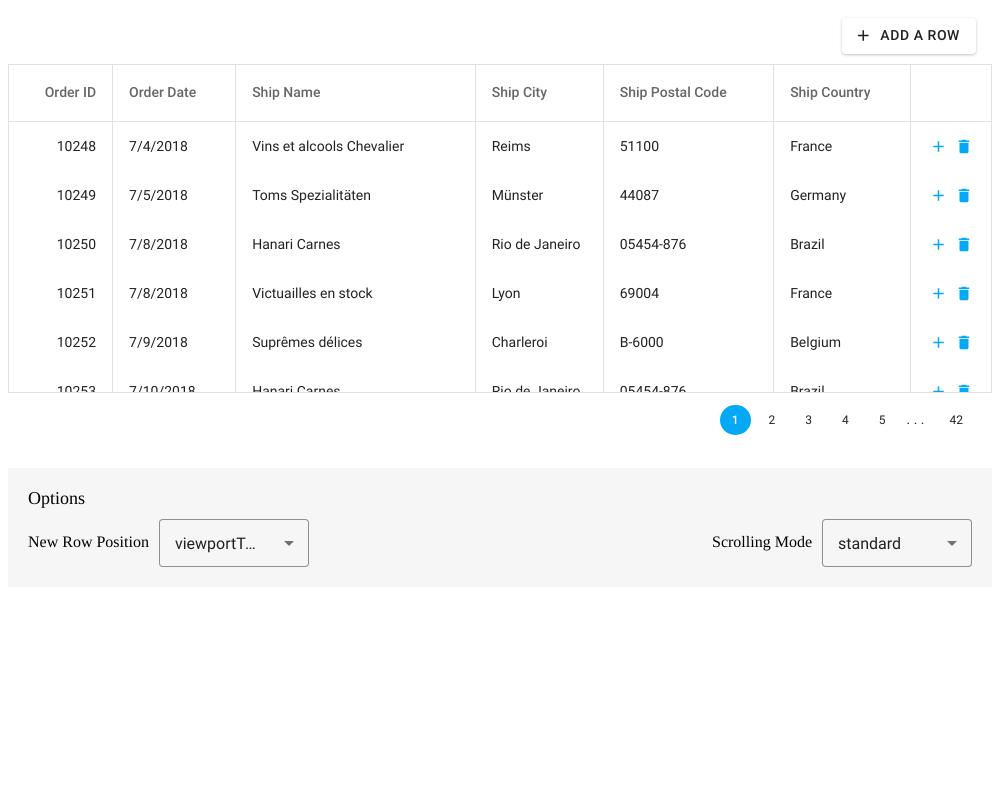 ADD A ROW
Order ID Order Date Ship Name Ship City Ship Postal Code Ship Country
10248 7/4/2018 Vins et alcools Chevalier Reims 51100 France
10249 7/5/2018 Toms Spezialitäten Münster 44087 Germany
10250 7/8/2018 Hanari Carnes Rio de Janeiro 05454-876 Brazil
10251 7/8/2018 Victuailles en stock Lyon 69004 France
10252 7/9/2018 Suprêmes délices Charleroi B-6000 Belgium
10253 7/10/2018 Hanari Carnes Rio de Janeiro 05454-876 Brazil
1 2 3 4 5 ... 42
Options
New Row Position viewportT... Scrolling Mode standard